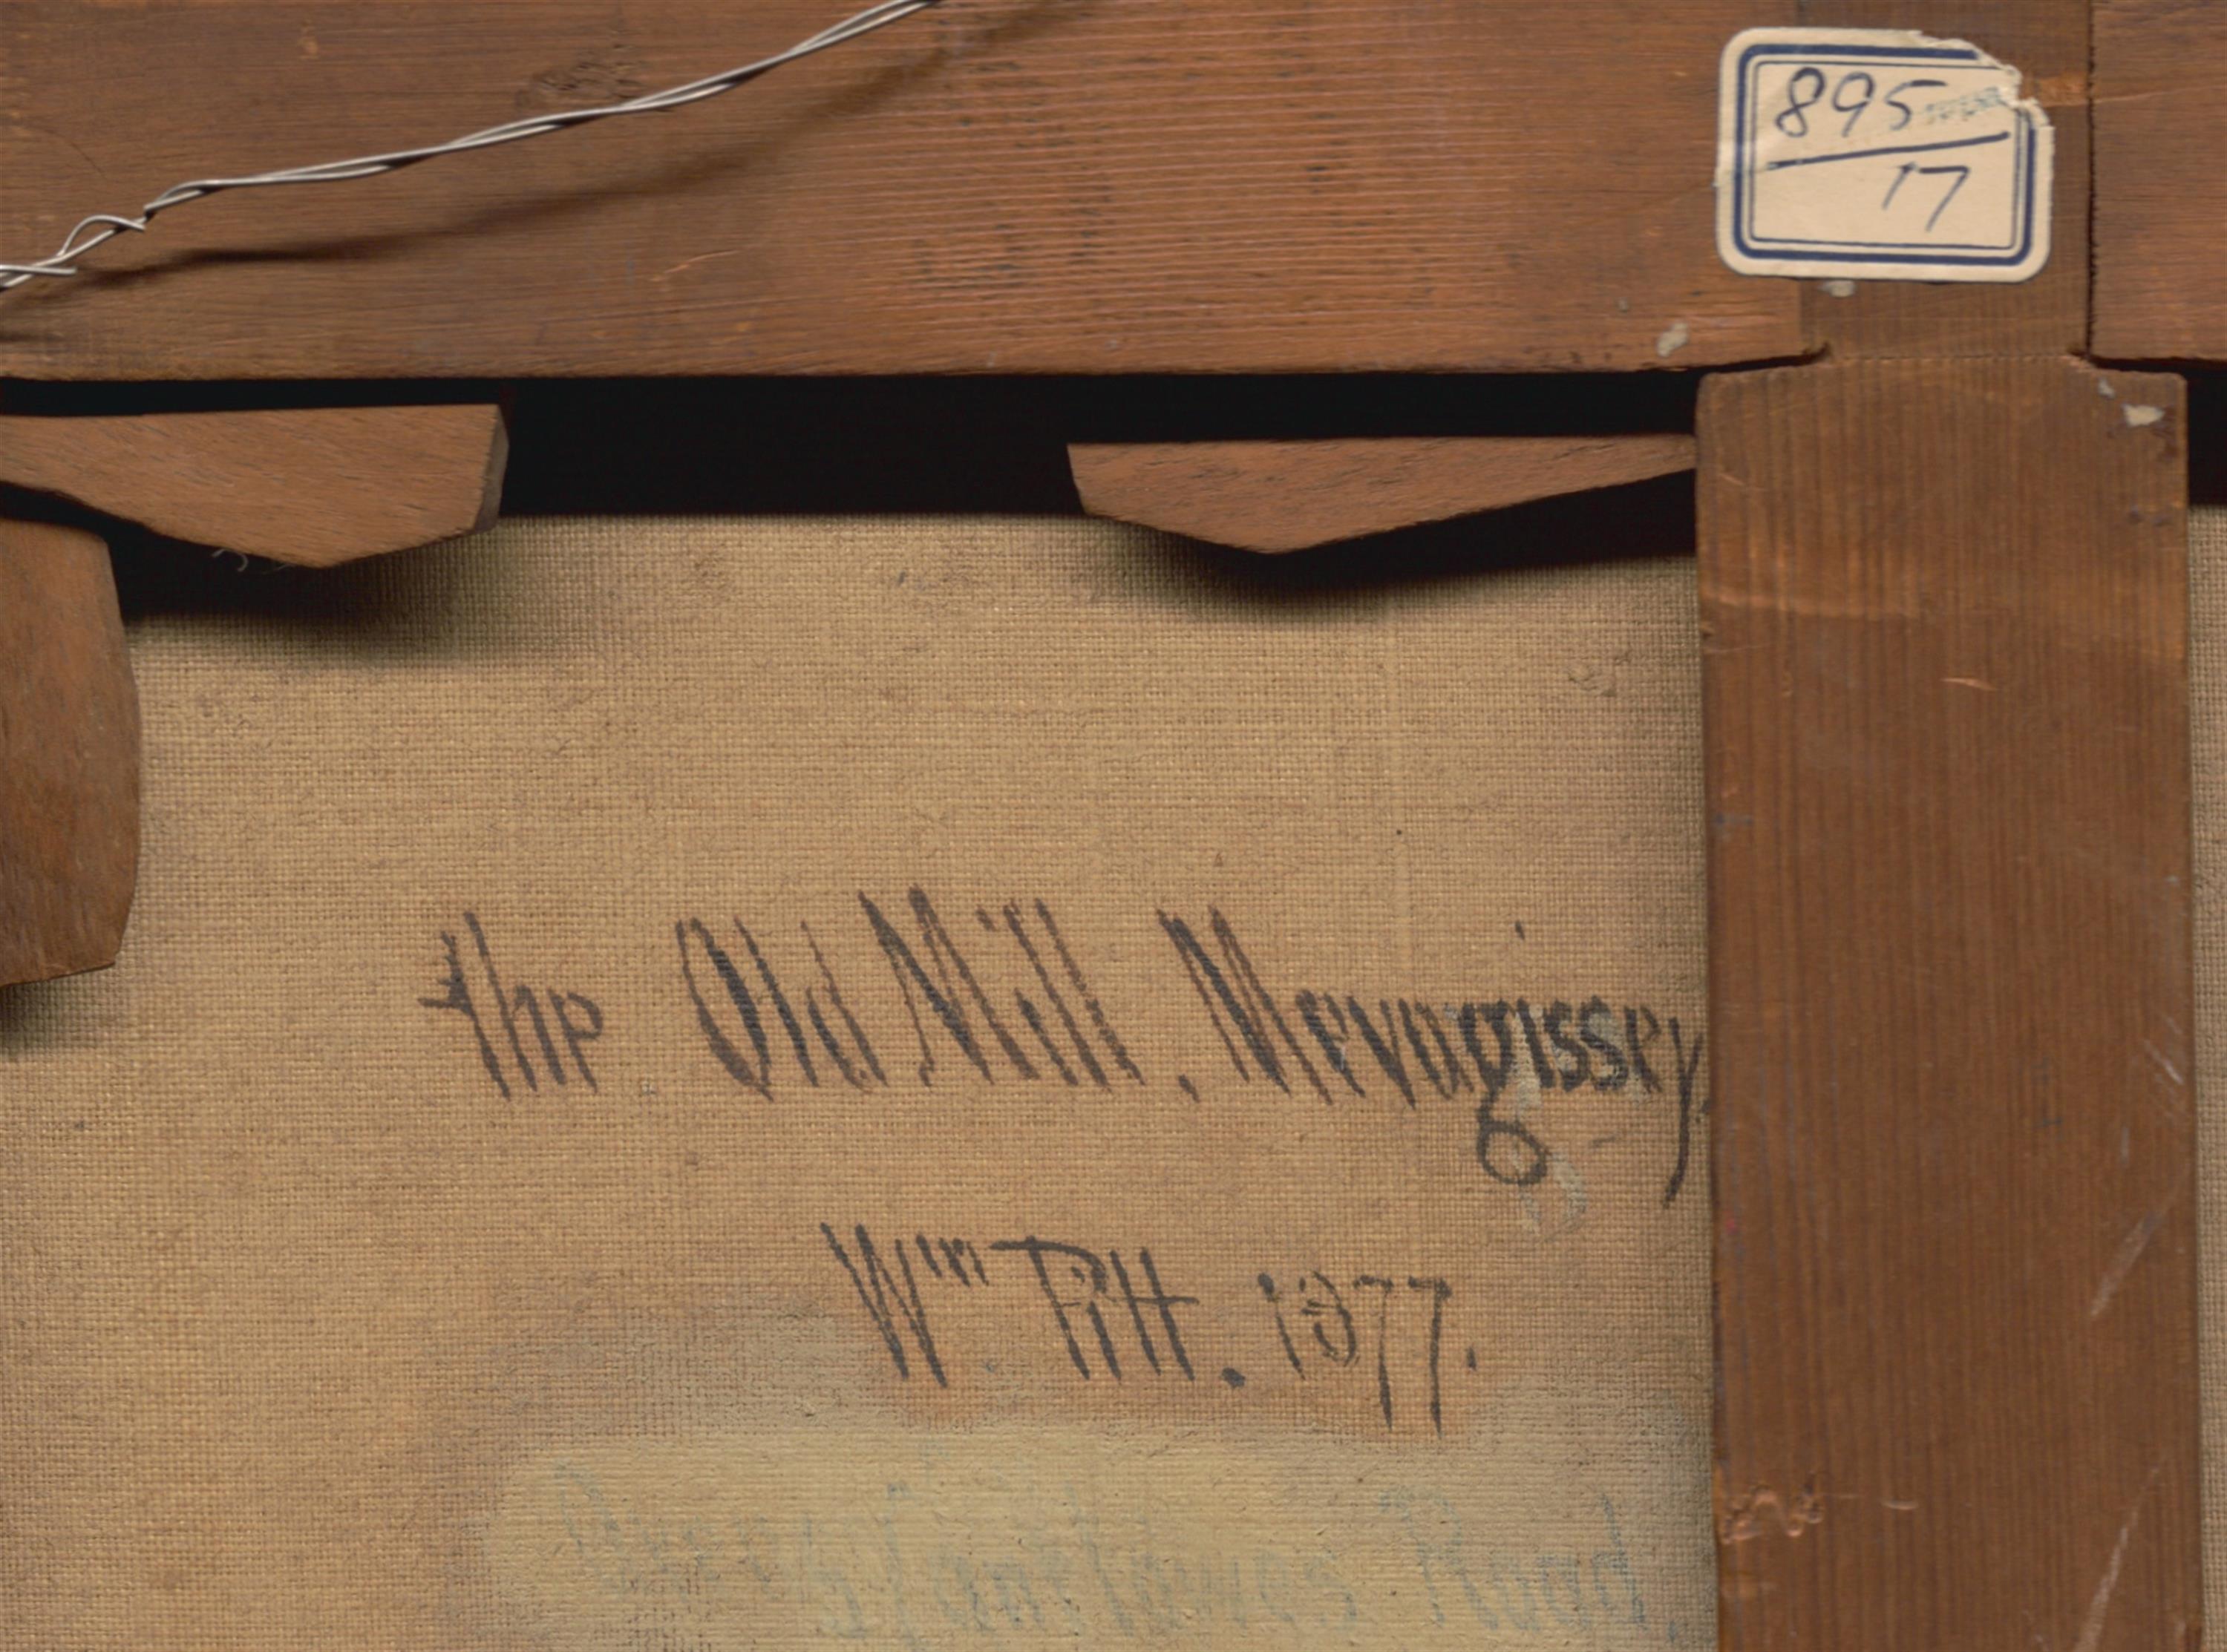 895
17
The Old Mill. Mevagissey.
Wm Pitt. 1877.